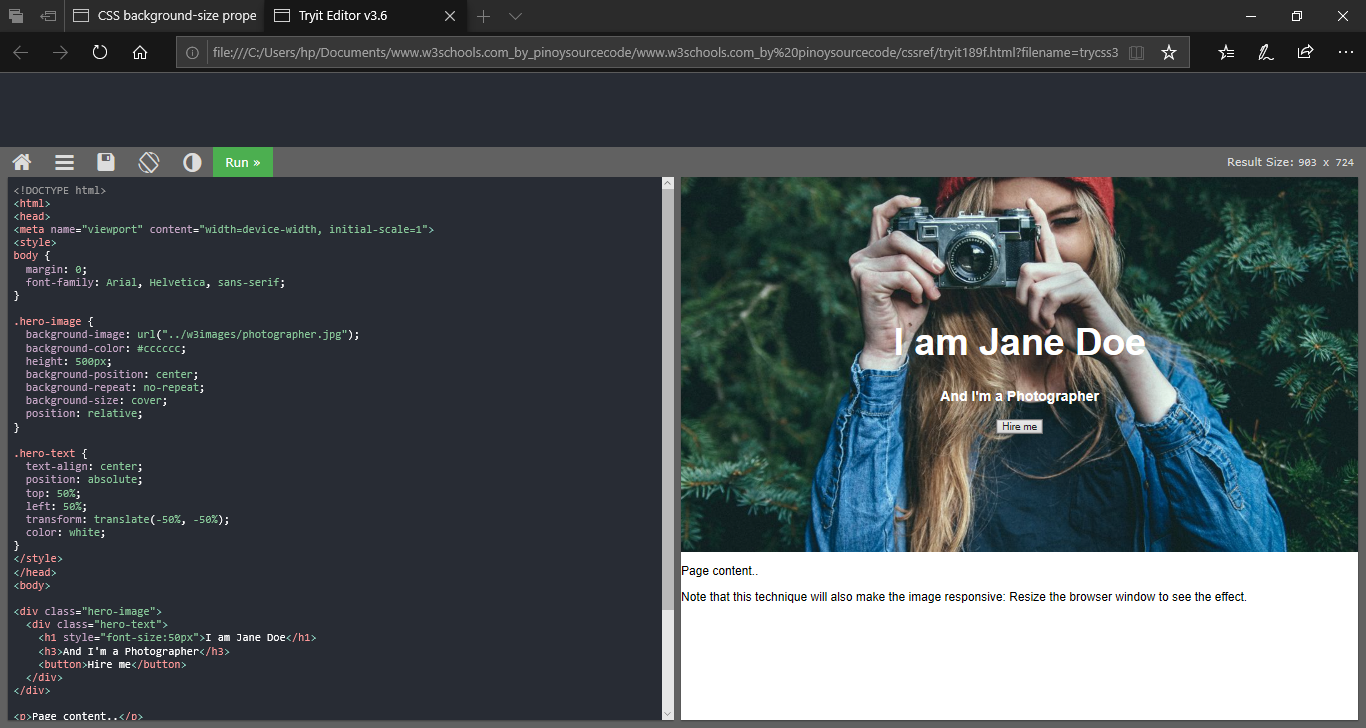 CSS background-size prope
Tryit Editor v3.6
file:///C:/Users/hp/Documents/www.w3schools.com_by_pinoysourcecode/www.w3schools.com_by%20pinoysourcecode/cssref/tryit189f.html?filename=trycss3
Run »
Result Size: 903 x 724
<!DOCTYPE html>
<html>
<head>
<meta name="viewport" content="width=device-width, initial-scale=1">
<style>
body {
  margin: 0;
  font-family: Arial, Helvetica, sans-serif;
}
.hero-image {
  background-image: url("../w3images/photographer.jpg");
  background-color: #cccccc;
  height: 500px;
  background-position: center;
  background-repeat: no-repeat;
  background-size: cover;
  position: relative;
}
.hero-text {
  text-align: center;
  position: absolute;
  top: 50%;
  left: 50%;
  transform: translate(-50%, -50%);
  color: white;
}
</style>
</head>
<body>
<div class="hero-image">
  <div class="hero-text">
    <h1 style="font-size:50px">I am Jane Doe</h1>
    <h3>And I'm a Photographer</h3>
    <button>Hire me</button>
  </div>
</div>
<p>Page content..</p>
I am Jane Doe
And I'm a Photographer
Hire me
Page content..
Note that this technique will also make the image responsive: Resize the browser window to see the effect.